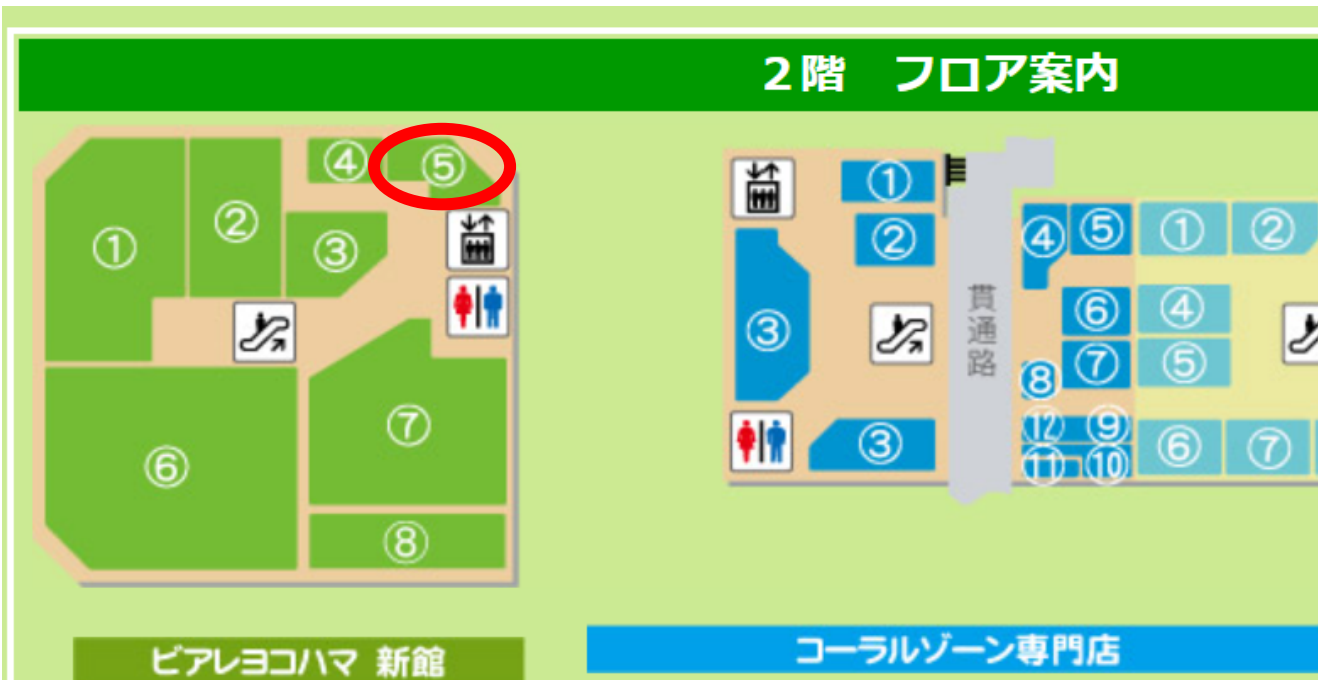 2階　フロア案内
① ② ③ ④ ⑤ ⑥ ⑦ ⑧
ピアレヨコハマ 新館
① ② ③ ③ ④ ⑤ ⑥ ⑦ ⑧ ⑫ ⑨ ⑪ ⑩
貫通路
① ② ④ ⑤ ⑥ ⑦
コーラルゾーン専門店